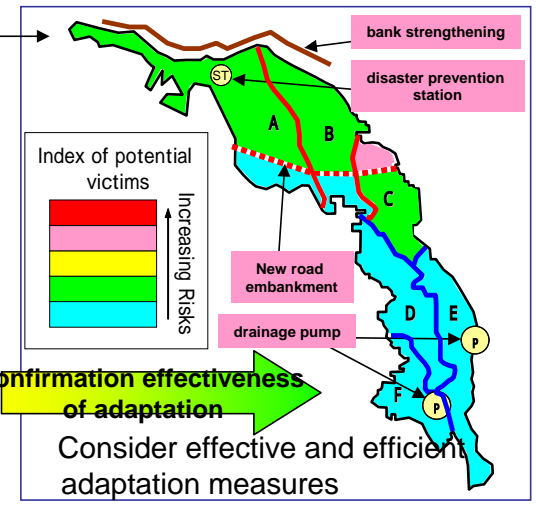 bank strengthening
disaster prevention
station
ST
A
B
C
Index of potential
victims
Increasing Risks
New road
embankment
D
E
drainage pump
P
F
P
onfirmation effectiveness
of adaptation
Consider effective and efficient
adaptation measures